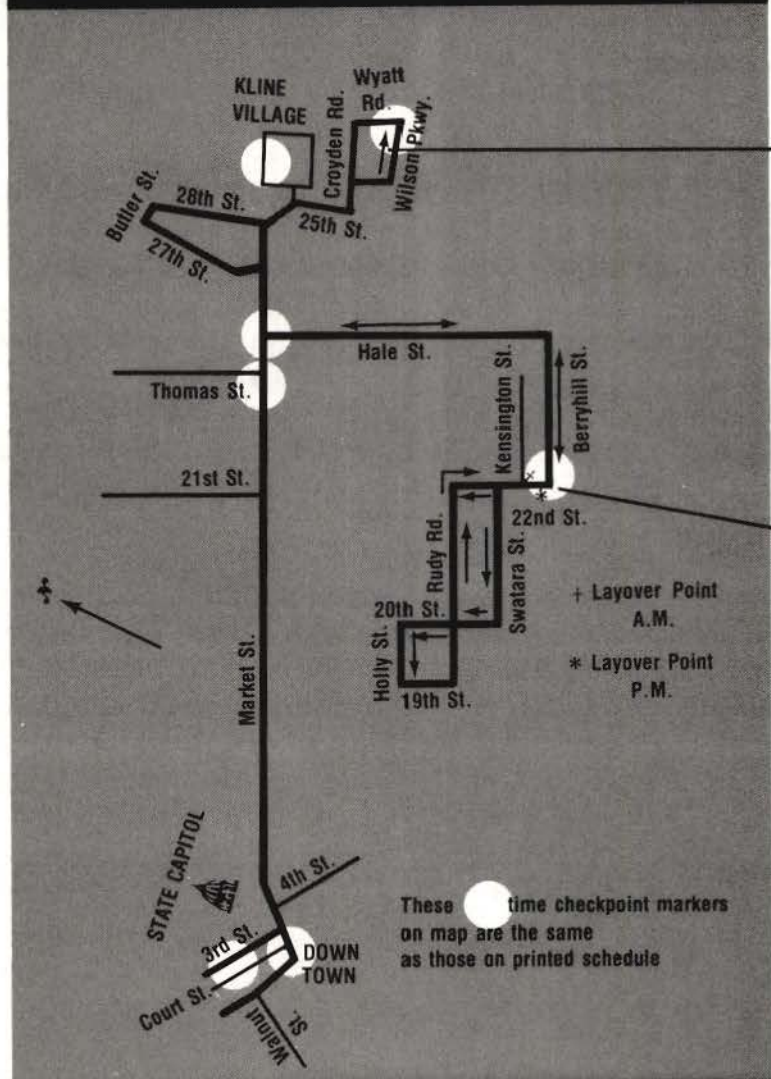 KLINE
VILLAGE
Wyatt
Rd.
Croyden Rd.
Wilson Pkwy.
Butler St.
28th St.
25th St.
27th St.
Hale St.
Thomas St.
Kensington St.
Berryhill St.
21st St.
22nd St.
Rudy Rd.
Swatara St.
+ Layover Point
A.M.
20th St.
Holly St.
* Layover Point
P.M.
19th St.
Market St.
STATE CAPITOL
4th St.
3rd St.
DOWN
TOWN
Court St.
Walnut
St.
These time checkpoint markers
on map are the same
as those on printed schedule